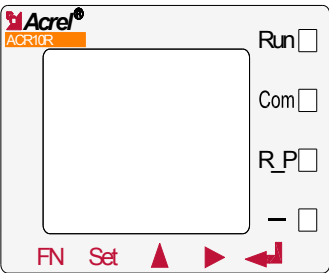 Acrel®
ACR10R
Run
Com
R_P
–
FN Set